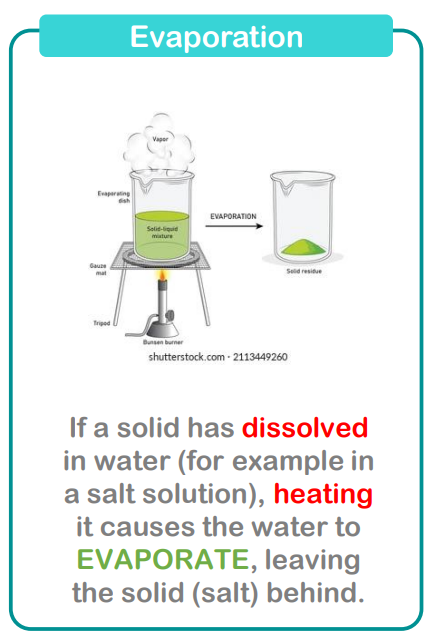 Evaporation
Vapor
Evaporating
dish
Solid-liquid
mixture
EVAPORATION
Gauze
mat
Solid residue
Tripod
Bunsen burner
shutterstock.com · 2113449260
If a solid has dissolved
in water (for example in
a salt solution), heating
it causes the water to
EVAPORATE, leaving
the solid (salt) behind.